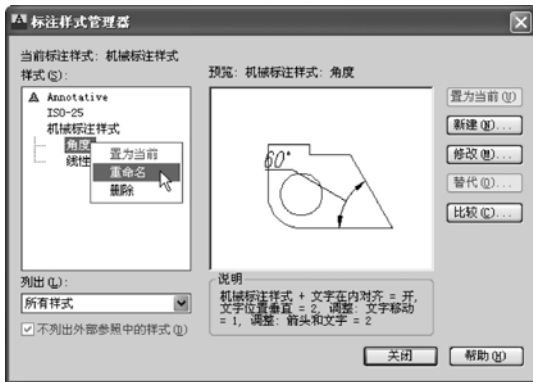 标注样式管理器
当前标注样式: 机械标注样式
样式(S):
Annotative
ISO-25
机械标注样式
角度
线性
置为当前
重命名
删除
预览: 机械标注样式: 角度
60°
置为当前(U)
新建(N)...
修改(M)...
替代(O)...
比较(C)...
列出(L):
所有样式
不列出外部参照中的样式(D)
说明
机械标注样式 + 文字在内对齐 = 开,
文字位置垂直 = 2, 调整: 文字移动
= 1, 调整: 箭头和文字 = 2
关闭
帮助(H)